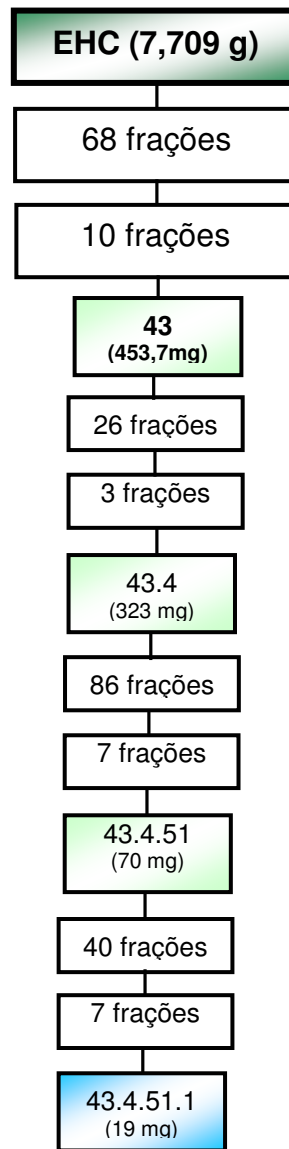 EHC (7,709 g)
68 frações
10 frações
43
(453,7mg)
26 frações
3 frações
43.4
(323 mg)
86 frações
7 frações
43.4.51
(70 mg)
40 frações
7 frações
43.4.51.1
(19 mg)